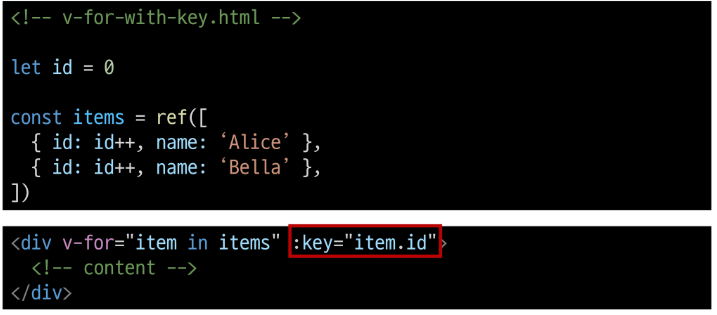 <!-- v-for-with-key.html -->
let id = 0
const items = ref([
{ id: id++, name: ‘Alice’ },
{ id: id++, name: ‘Bella’ },
])
<div v-for="item in items" :key="item.id">
<!-- content -->
</div>